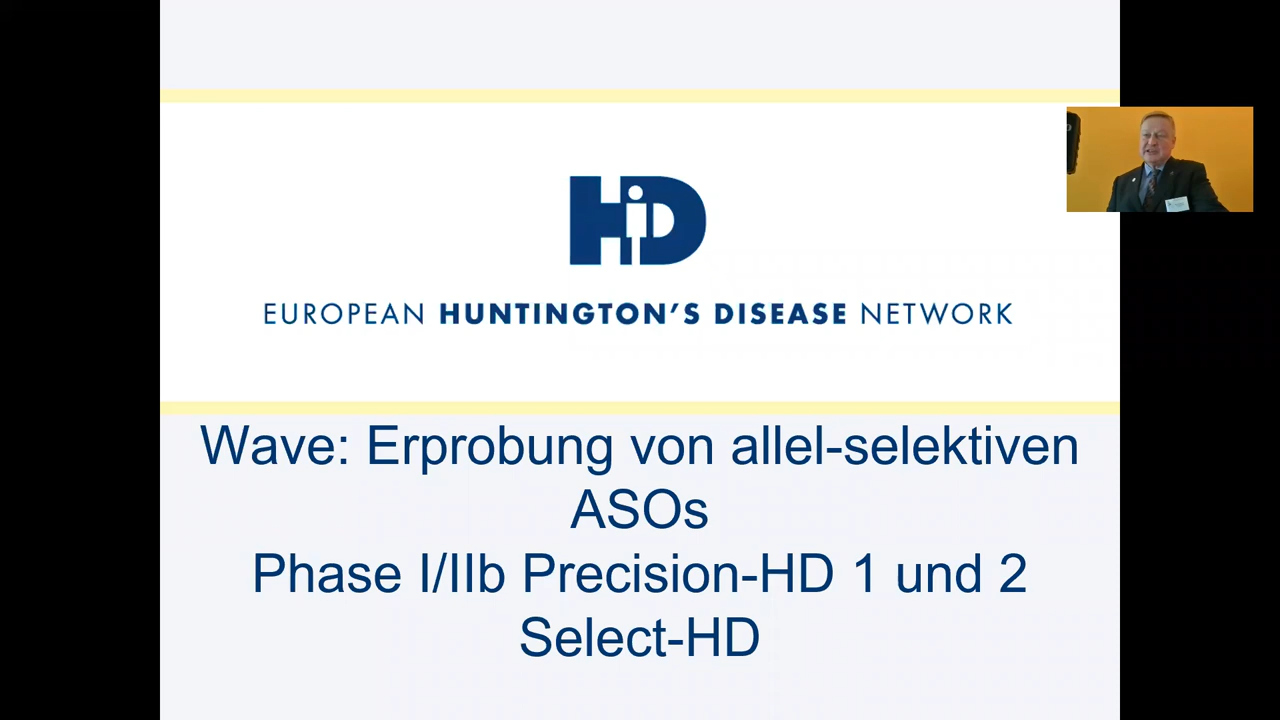 HD
EUROPEAN HUNTINGTON'S DISEASE NETWORK
Wave: Erprobung von allel-selektiven
ASOs
Phase I/IIb Precision-HD 1 und 2
Select-HD